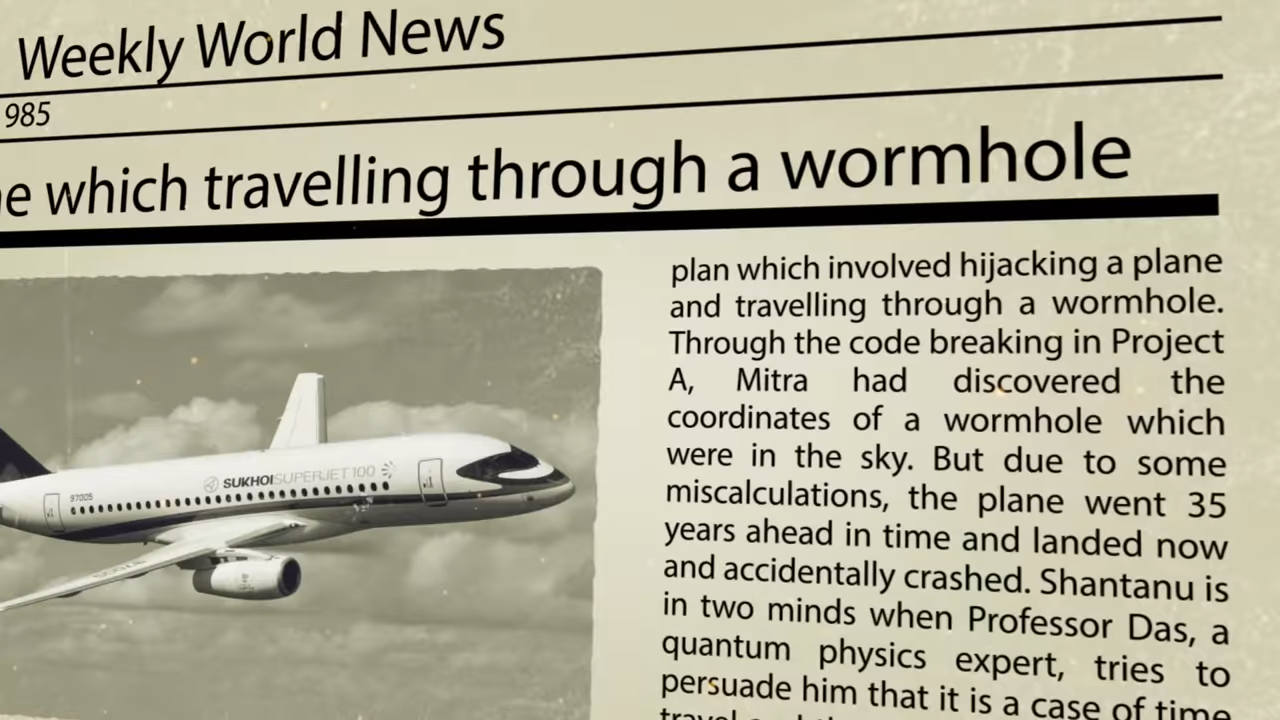 Weekly World News
985
e which travelling through a wormhole
plan which involved hijacking a plane
and travelling through a wormhole.
Through the code breaking in Project
A, Mitra had discovered the
coordinates of a wormhole which
were in the sky. But due to some
miscalculations, the plane went 35
years ahead in time and landed now
and accidentally crashed. Shantanu is
in two minds when Professor Das, a
quantum physics expert, tries to
persuade him that it is a case of time
SUKHOI SUPERJET 100
97005